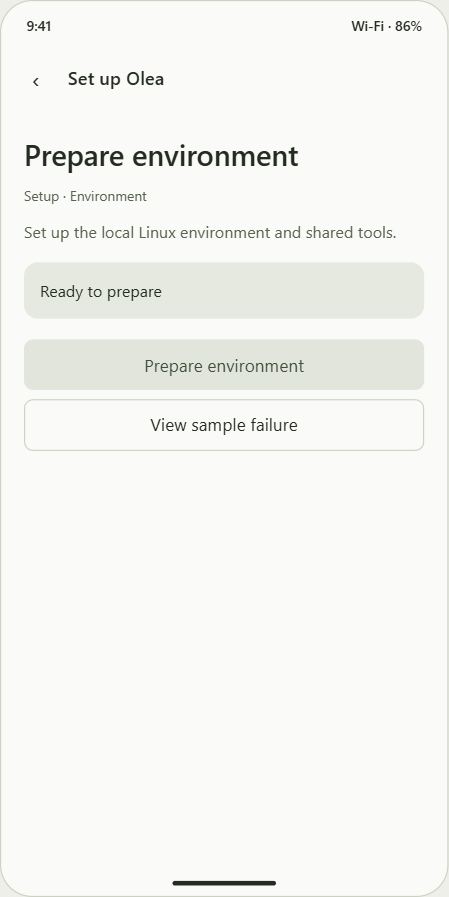 9:41
Wi-Fi · 86%
‹ Set up Olea
Prepare environment
Setup · Environment
Set up the local Linux environment and shared tools.
Ready to prepare
Prepare environment
View sample failure